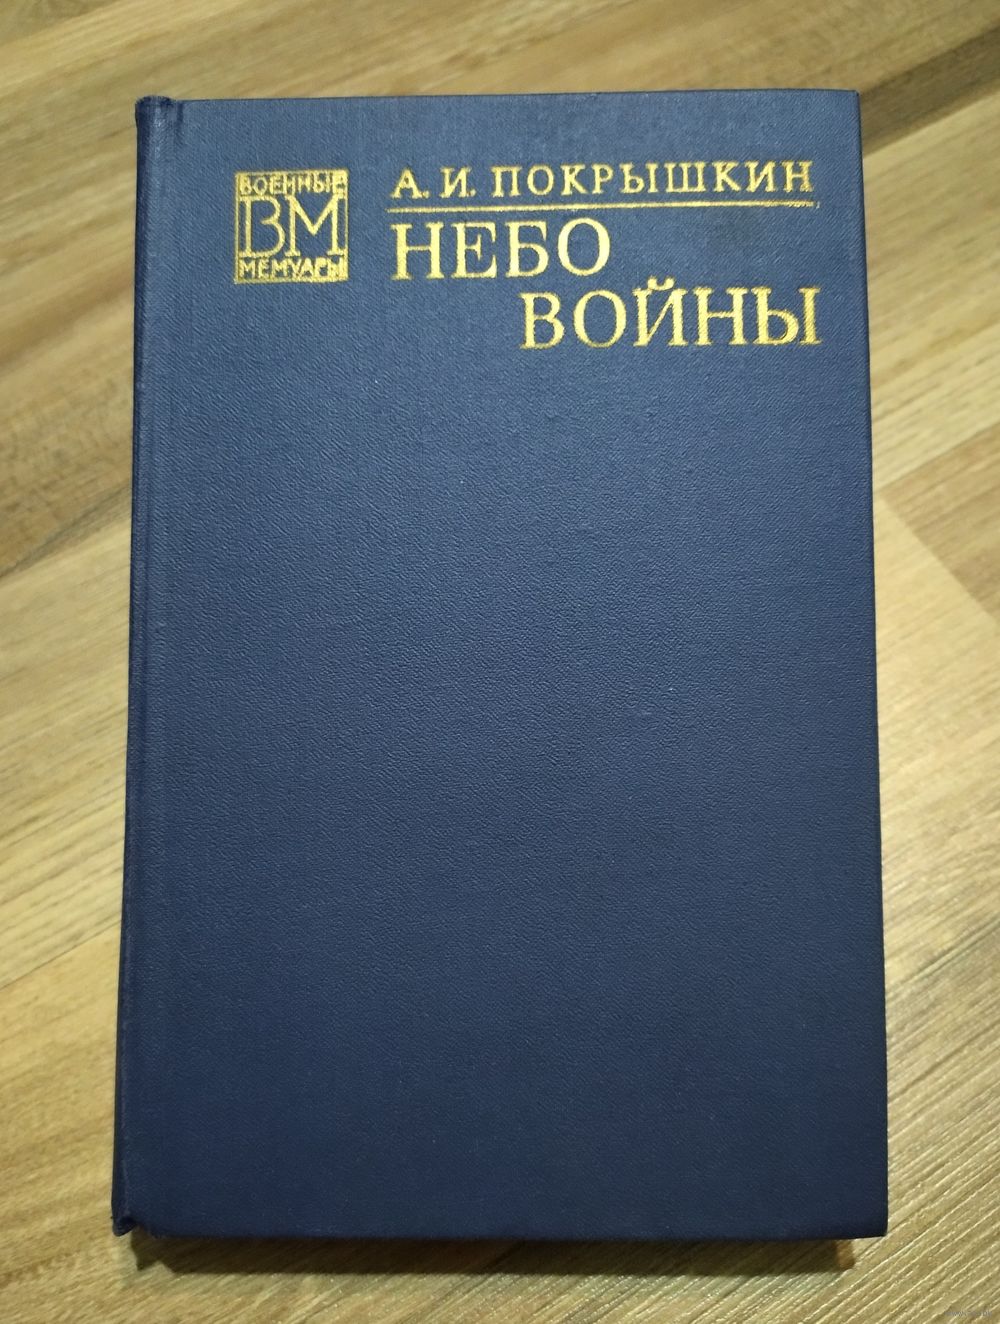 ВОЕННЫЕ
ВМ
МЕМУАРЫ
А. И. ПОКРЫШКИН
НЕБО
ВОЙНЫ